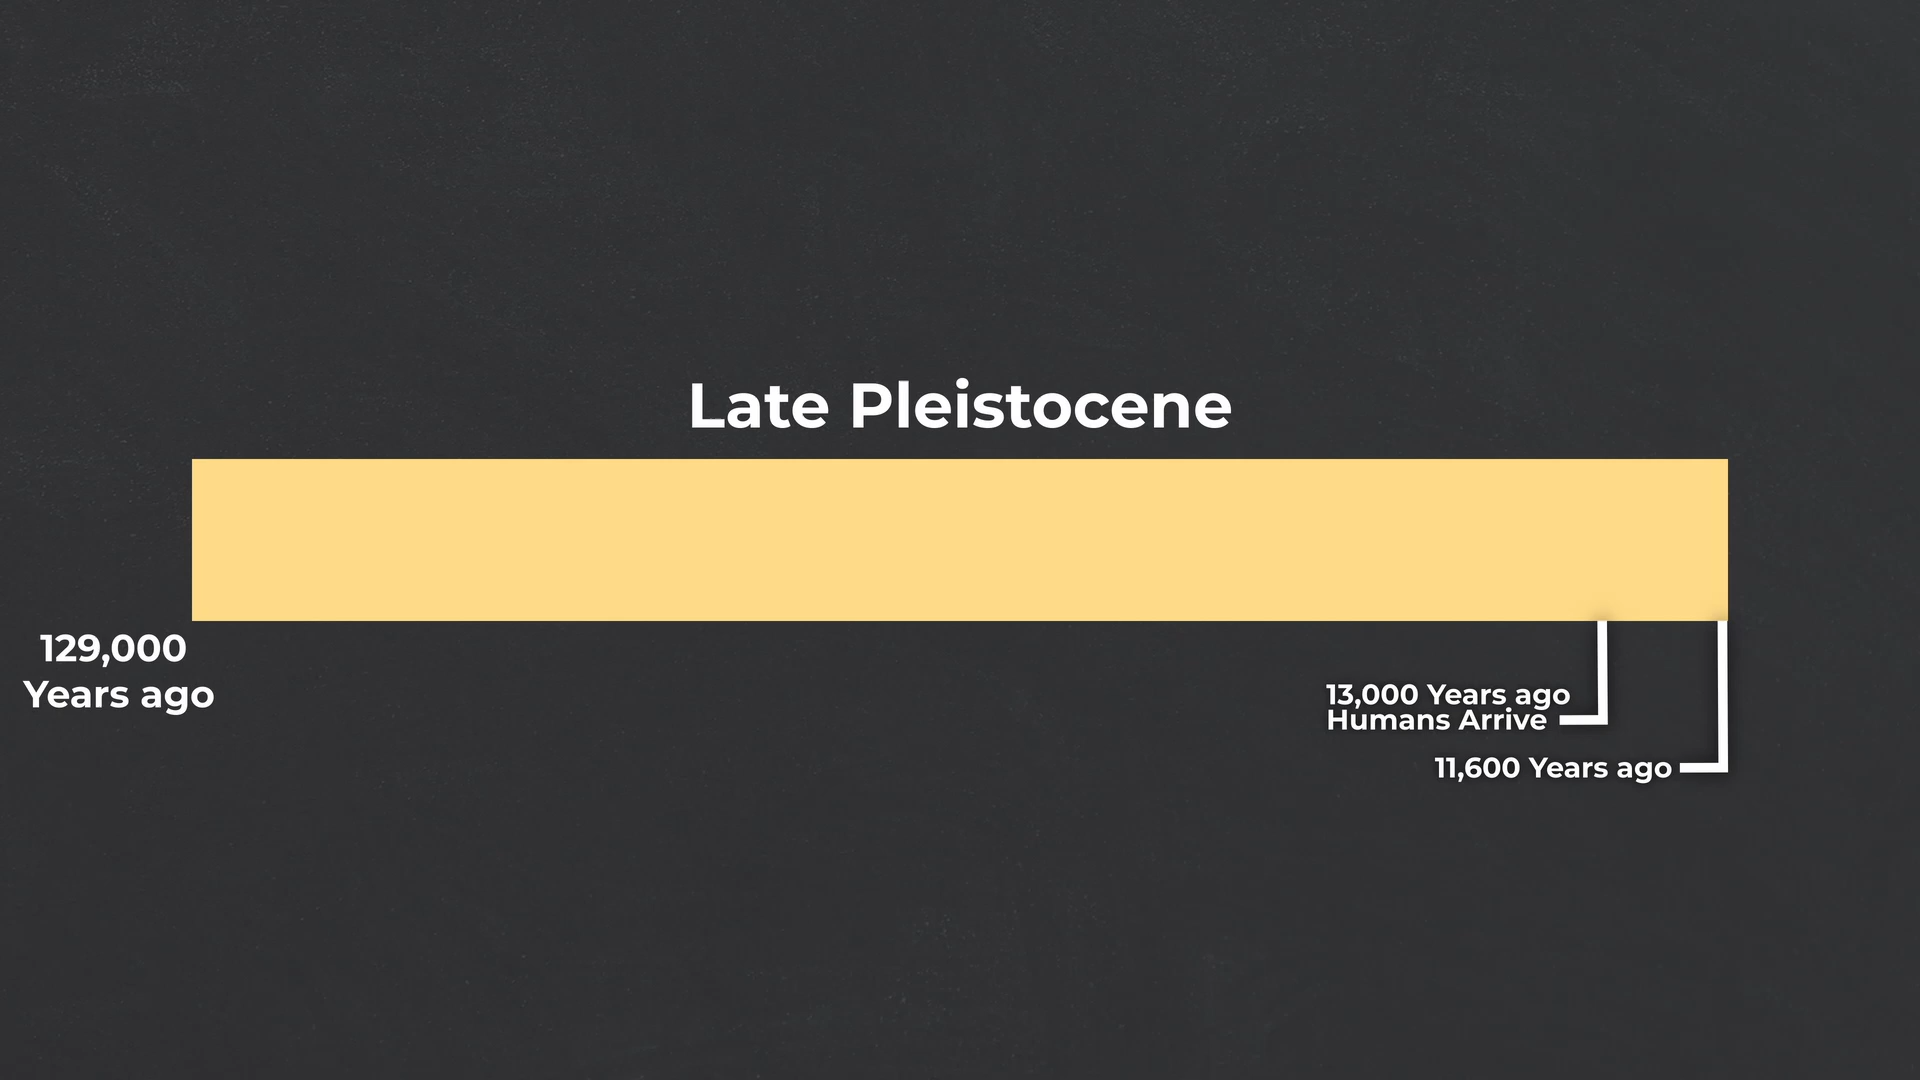 Late Pleistocene
129,000
Years ago
13,000 Years ago
Humans Arrive
11,600 Years ago